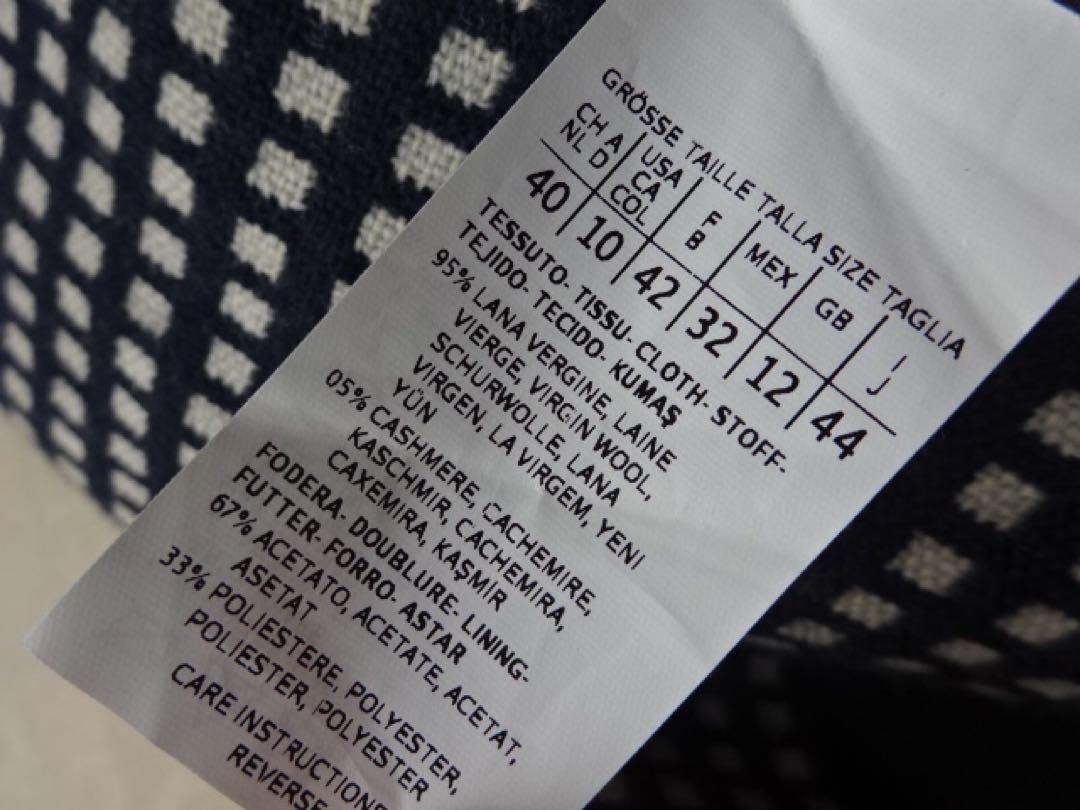 GRÖSSE TAILLE TALLA SIZE TAGLIA
CH A USA F MEX GB I
NL D CA B J
COL
40 10 42 32 12 44
TESSUTO- TISSU- CLOTH- STOFF-
TEJIDO- TECIDO- KUMAŞ
95% LANA VERGINE, LAINE
VIERGE, VIRGIN WOOL,
SCHURWOLLE, LANA
VIRGEN, LA VIRGEM, YENI
YÜN
05% CASHMERE, CACHEMIRE,
KASCHMIR, CACHEMIRA,
CAXEMIRA, KAŞMIR
FODERA- DOUBLURE- LINING-
FUTTER- FORRO- ASTAR
67% ACETATO, ACETATE, ACETAT,
ASETAT
33% POLIESTERE, POLYESTER,
POLIESTER, POLYESTER
CARE INSTRUCTIONS
REVERSE